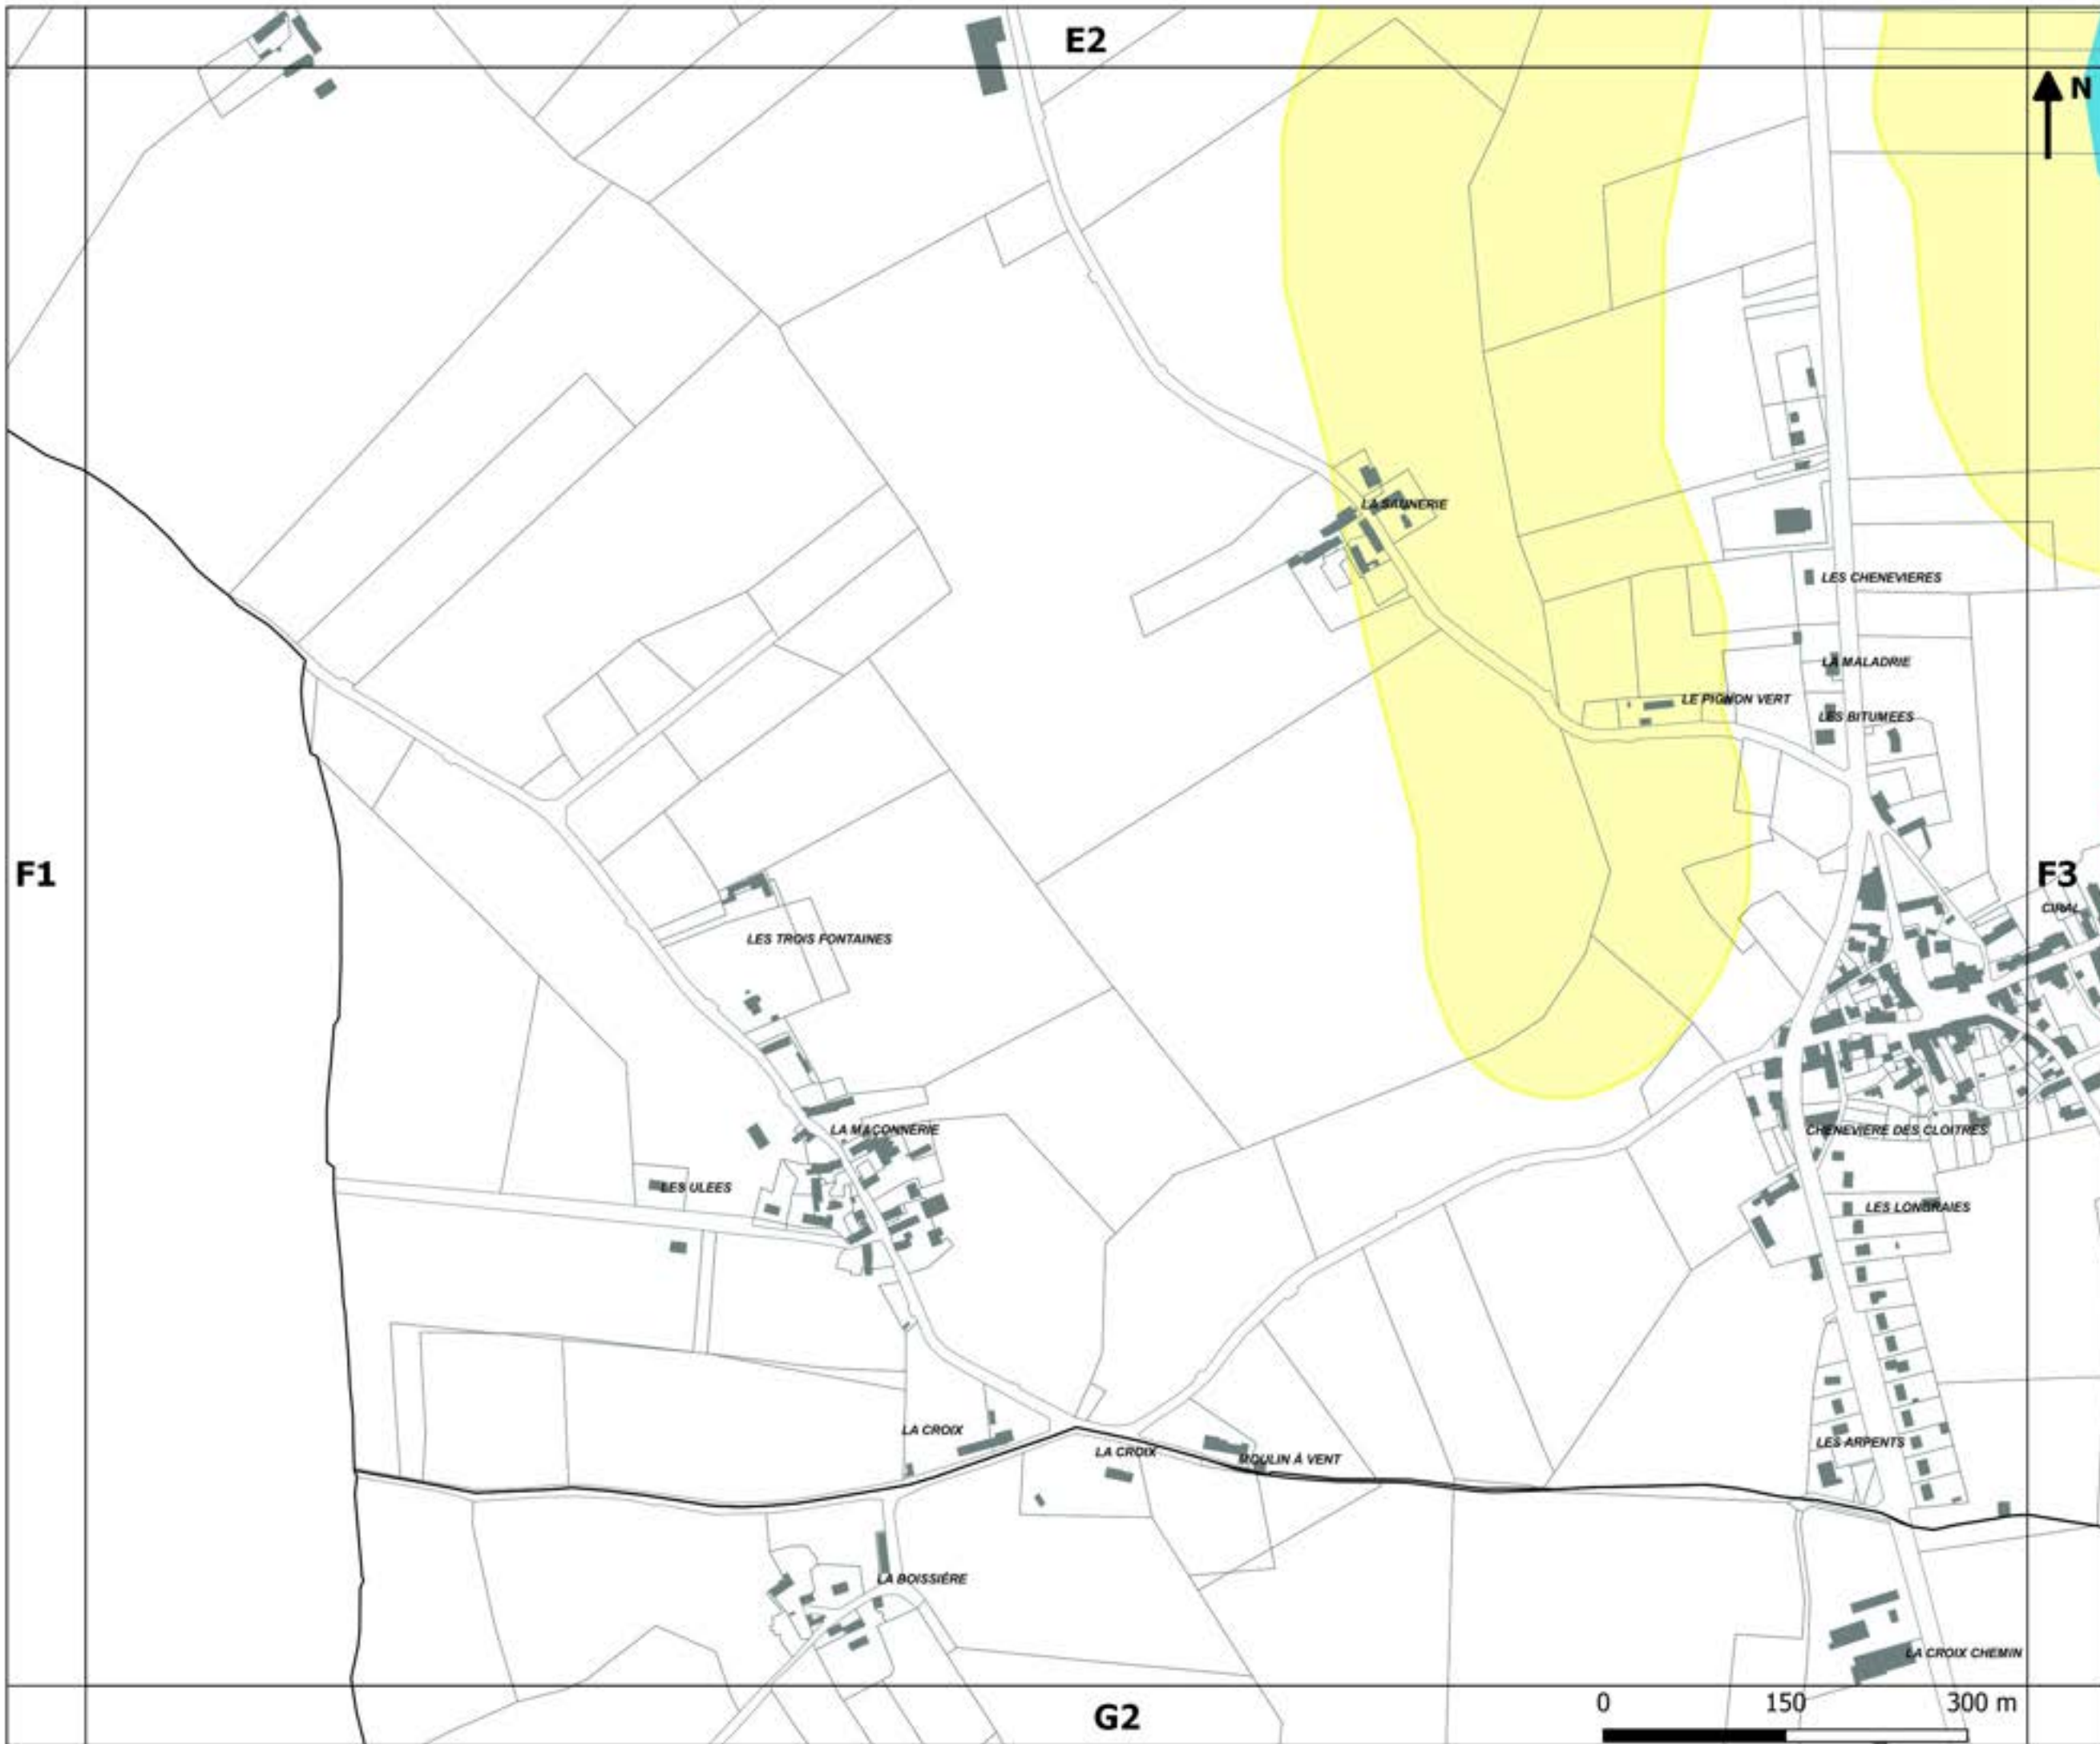 E2
N
LA SAUNERIE
LES CHENEVIERES
LA MALADRIE
LE PIGNON VERT
LES BITUMEES
F1
F3
CIRAL
LES TROIS FONTAINES
LA MAÇONNERIE
CHENEVIERE DES CLOITRES
LES ULEES
LES LONGRAIES
LA CROIX
LES ARPENTS
LA CROIX
MOULIN À VENT
LA BOISSIÉRE
LA CROIX CHEMIN
0 150 300 m
G2